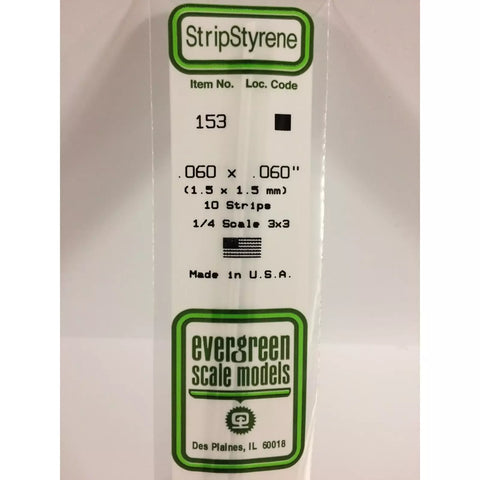 StripStyrene
Item No. Loc. Code
153
.060 x .060"
(1.5 x 1.5 mm)
10 Strips
1/4 Scale 3x3
Made in U.S.A.
evergreen
scale models
Des Plaines, IL 60018